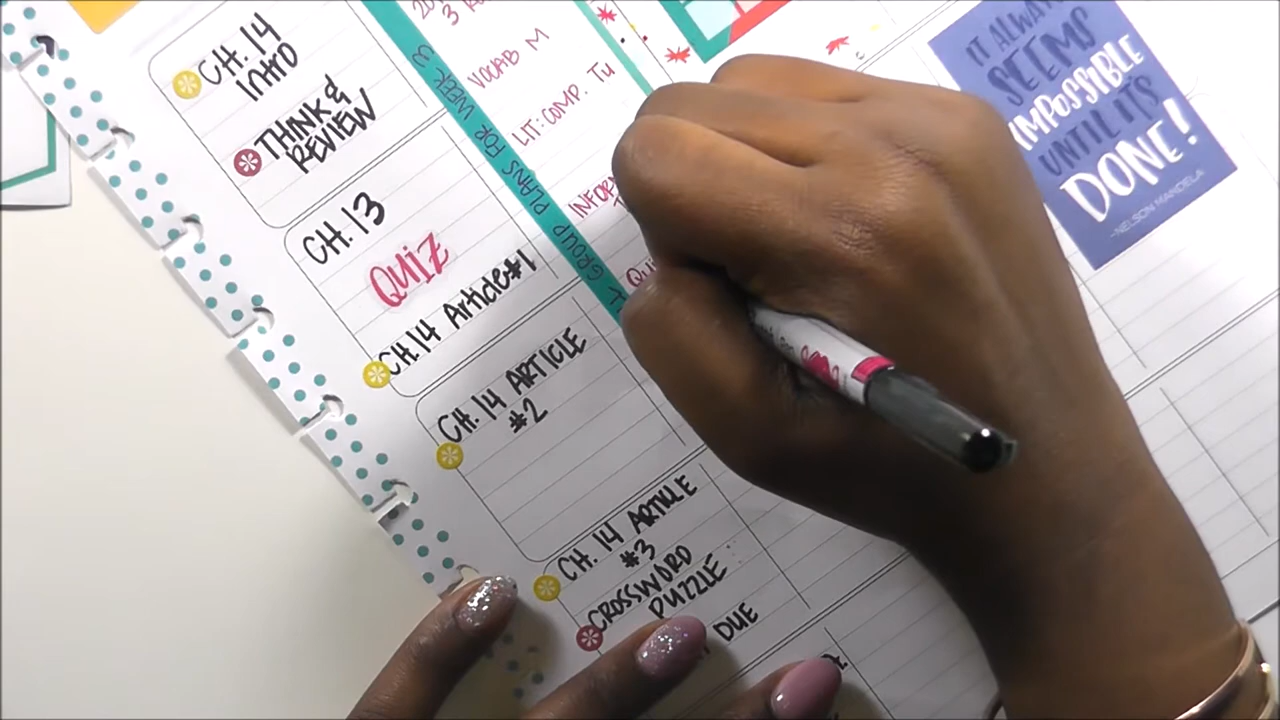 CH. 14
INTRO
THINK &
REVIEW
CH. 13
QUIZ
CH. 14 Article #1
CH. 14 ARTICLE
#2
CH. 14 ARTICLE
#3
CROSSWORD
PUZZLE
DUE
GROUP PLANS FOR WEEK 3
VOCAB M
LIT: COMP. Tu
IT ALWAYS
SEEMS
IMPOSSIBLE
UNTIL IT'S
DONE!
-NELSON MANDELA